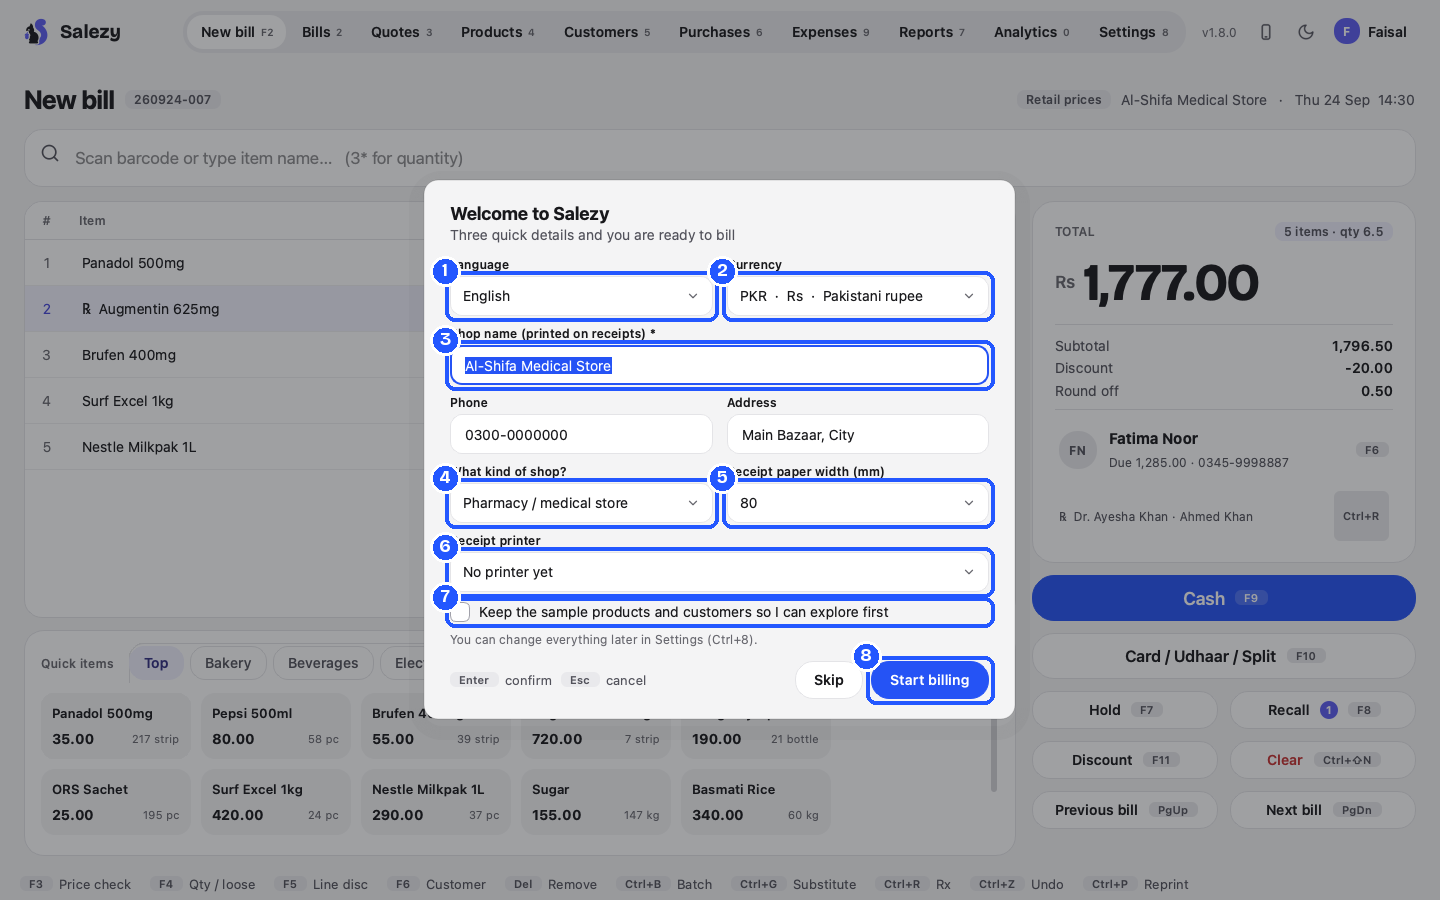 Salezy
New bill F2 Bills 2 Quotes 3 Products 4 Customers 5 Purchases 6 Expenses 9 Reports 7 Analytics 0 Settings 8
v1.8.0
F Faisal
New bill 260924-007
Retail prices Al-Shifa Medical Store · Thu 24 Sep 14:30
Scan barcode or type item name... (3* for quantity)
# Item
1 Panadol 500mg
2 ℞ Augmentin 625mg
3 Brufen 400mg
4 Surf Excel 1kg
5 Nestle Milkpak 1L
Welcome to Salezy
Three quick details and you are ready to bill
1 2
English
PKR · Rs · Pakistani rupee
3 (printed on receipts) *
Al-Shifa Medical Store
Phone Address
0300-0000000
Main Bazaar, City
4 kind of shop? 5 paper width (mm)
Pharmacy / medical store
80
6 printer
No printer yet
7 Keep the sample products and customers so I can explore first
You can change everything later in Settings (Ctrl+8).
Enter confirm Esc cancel
Skip
8 Start billing
TOTAL 5 items · qty 6.5
Rs 1,777.00
Subtotal 1,796.50
Discount -20.00
Round off 0.50
FN Fatima Noor F6
Due 1,285.00 · 0345-9998887
℞ Dr. Ayesha Khan · Ahmed Khan Ctrl+R
Cash F9
Card / Udhaar / Split F10
Hold F7 Recall 1 F8
Discount F11 Clear Ctrl+⇧N
Previous bill PgUp Next bill PgDn
Quick items Top Bakery Beverages
Panadol 500mg
35.00 217 strip
Pepsi 500ml
80.00 58 pc
Brufen
55.00 39 strip
720.00 7 strip
190.00 21 bottle
ORS Sachet
25.00 195 pc
Surf Excel 1kg
420.00 24 pc
Nestle Milkpak 1L
290.00 37 pc
Sugar
155.00 147 kg
Basmati Rice
340.00 60 kg
F3 Price check F4 Qty / loose F5 Line disc F6 Customer Del Remove Ctrl+B Batch Ctrl+G Substitute Ctrl+R Rx Ctrl+Z Undo Ctrl+P Reprint